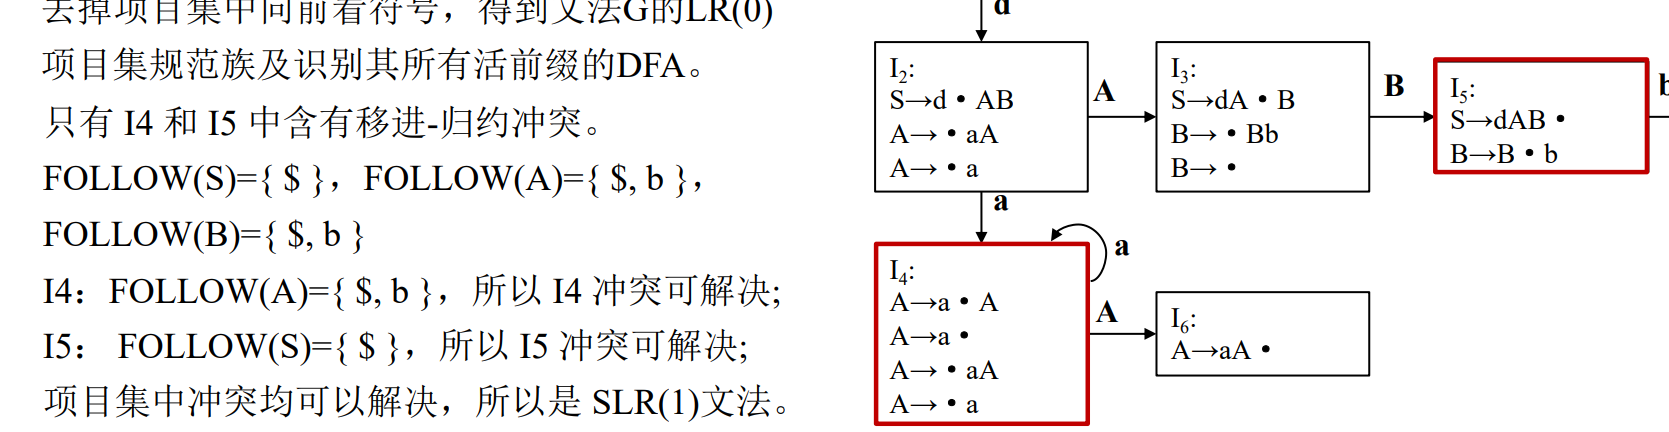 去掉项目集中向前看符号，得到文法G的LR(0)
项目集规范族及识别其所有活前缀的DFA。
只有 I4 和 I5 中含有移进-归约冲突。
FOLLOW(S)={ $ }，FOLLOW(A)={ $, b }，
FOLLOW(B)={ $, b }
I4：FOLLOW(A)={ $, b }，所以 I4 冲突可解决;
I5： FOLLOW(S)={ $ }，所以 I5 冲突可解决;
项目集中冲突均可以解决，所以是 SLR(1)文法。
d
I₂:
S→d • AB
A→ • aA
A→ • a
A
I₃:
S→dA • B
B→ • Bb
B→ •
B
I₅:
S→dAB •
B→B • b
b
a
I₄:
A→a • A
A→a •
A→ • aA
A→ • a
a
A
I₆:
A→aA •